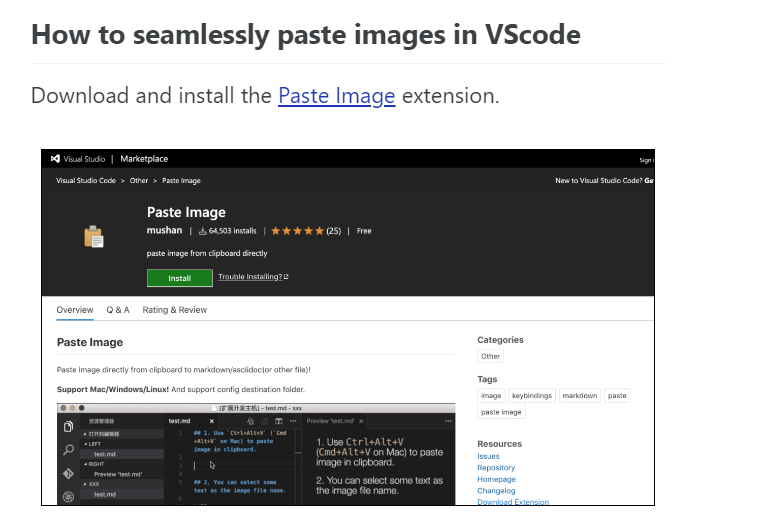 How to seamlessly paste images in VScode
Download and install the Paste Image extension.
Visual Studio | Marketplace
Sign i
Visual Studio Code > Other > Paste Image
New to Visual Studio Code? Ge
Paste Image
mushan | 64,503 installs | (25) | Free
paste image from clipboard directly
Install Trouble Installing?
Overview Q & A Rating & Review
Paste Image
Paste image directly from clipboard to markdown/asciidoc(or other file)!
Support Mac/Windows/Linux! And support config destination folder.
[扩展开发主机] - test.md - xxx
资源管理器
打开的编辑器
LEFT
test.md
RIGHT
Preview 'test.md'
XXX
test.md
test.md ×
1 ## 1. Use `Ctrl+Alt+V` (`Cmd
+Alt+V` on Mac) to paste
image in clipboard.
2
3
4
5 ## 2. You can select some
text as the image file name.
6
Preview 'test.md' ×
1. Use Ctrl+Alt+V
(Cmd+Alt+V on Mac) to paste
image in clipboard.
2. You can select some text as
the image file name.
Categories
Other
Tags
image keybindings markdown paste
paste image
Resources
Issues
Repository
Homepage
Changelog
Download Extension